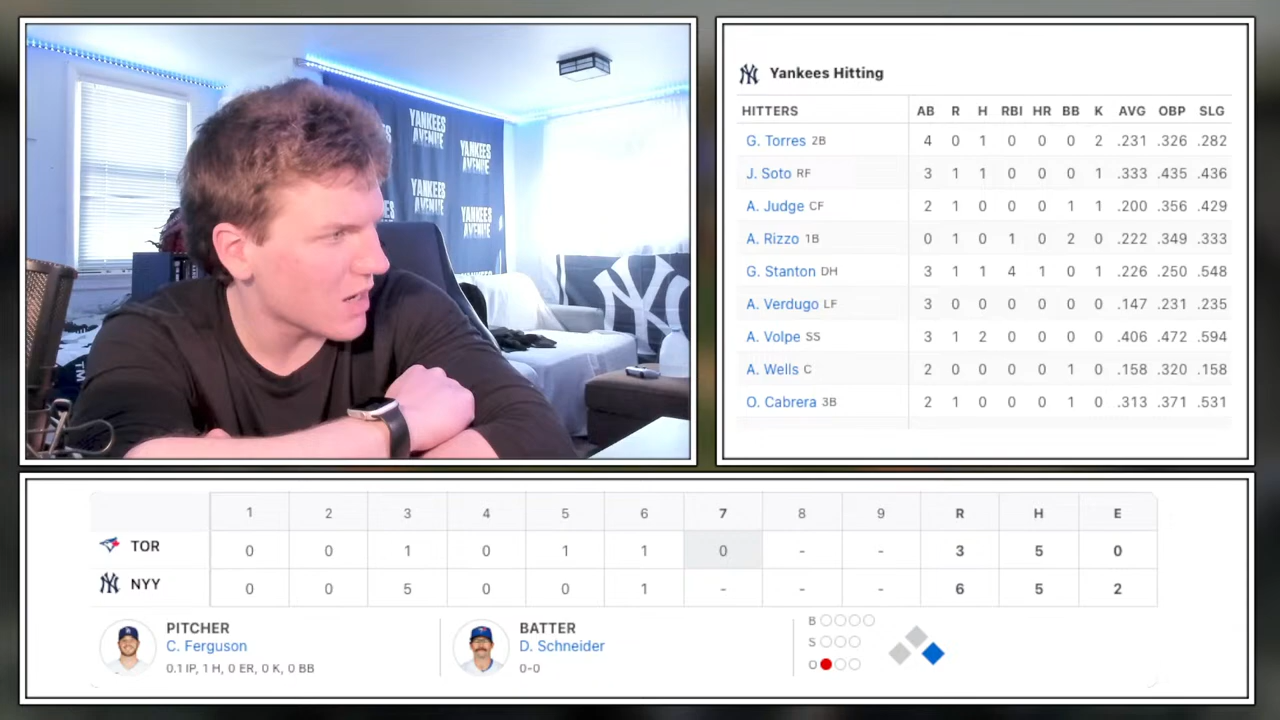 YANKEES AVENUE
YANKEES AVENUE
YANKEES AVENUE
YANKEES AVENUE
Yankees Hitting
HITTERS AB H RBI HR BB K AVG OBP SLG
G. Torres 2B 4 1 0 0 0 2 .231 .326 .282
J. Soto RF 3 1 1 0 0 0 1 .333 .435 .436
A. Judge CF 2 0 0 0 1 1 .200 .356 .429
A. Rizzo 1B 0 0 1 0 2 0 .222 .349 .333
G. Stanton DH 3 1 1 4 1 0 1 .226 .250 .548
A. Verdugo LF 3 0 0 0 0 0 0 .147 .231 .235
A. Volpe SS 3 1 2 0 0 0 0 .406 .472 .594
A. Wells C 2 0 0 0 0 1 0 .158 .320 .158
O. Cabrera 3B 2 1 0 0 0 1 0 .313 .371 .531
1 2 3 4 5 6 7 8 9 R H E
TOR 0 0 1 0 1 1 0 - - 3 5 0
NYY 0 0 5 0 0 1 - - - 6 5 2
PITCHER
C. Ferguson
0.1 IP, 1 H, 0 ER, 0 K, 0 BB
BATTER
D. Schneider
0-0
B
S
O